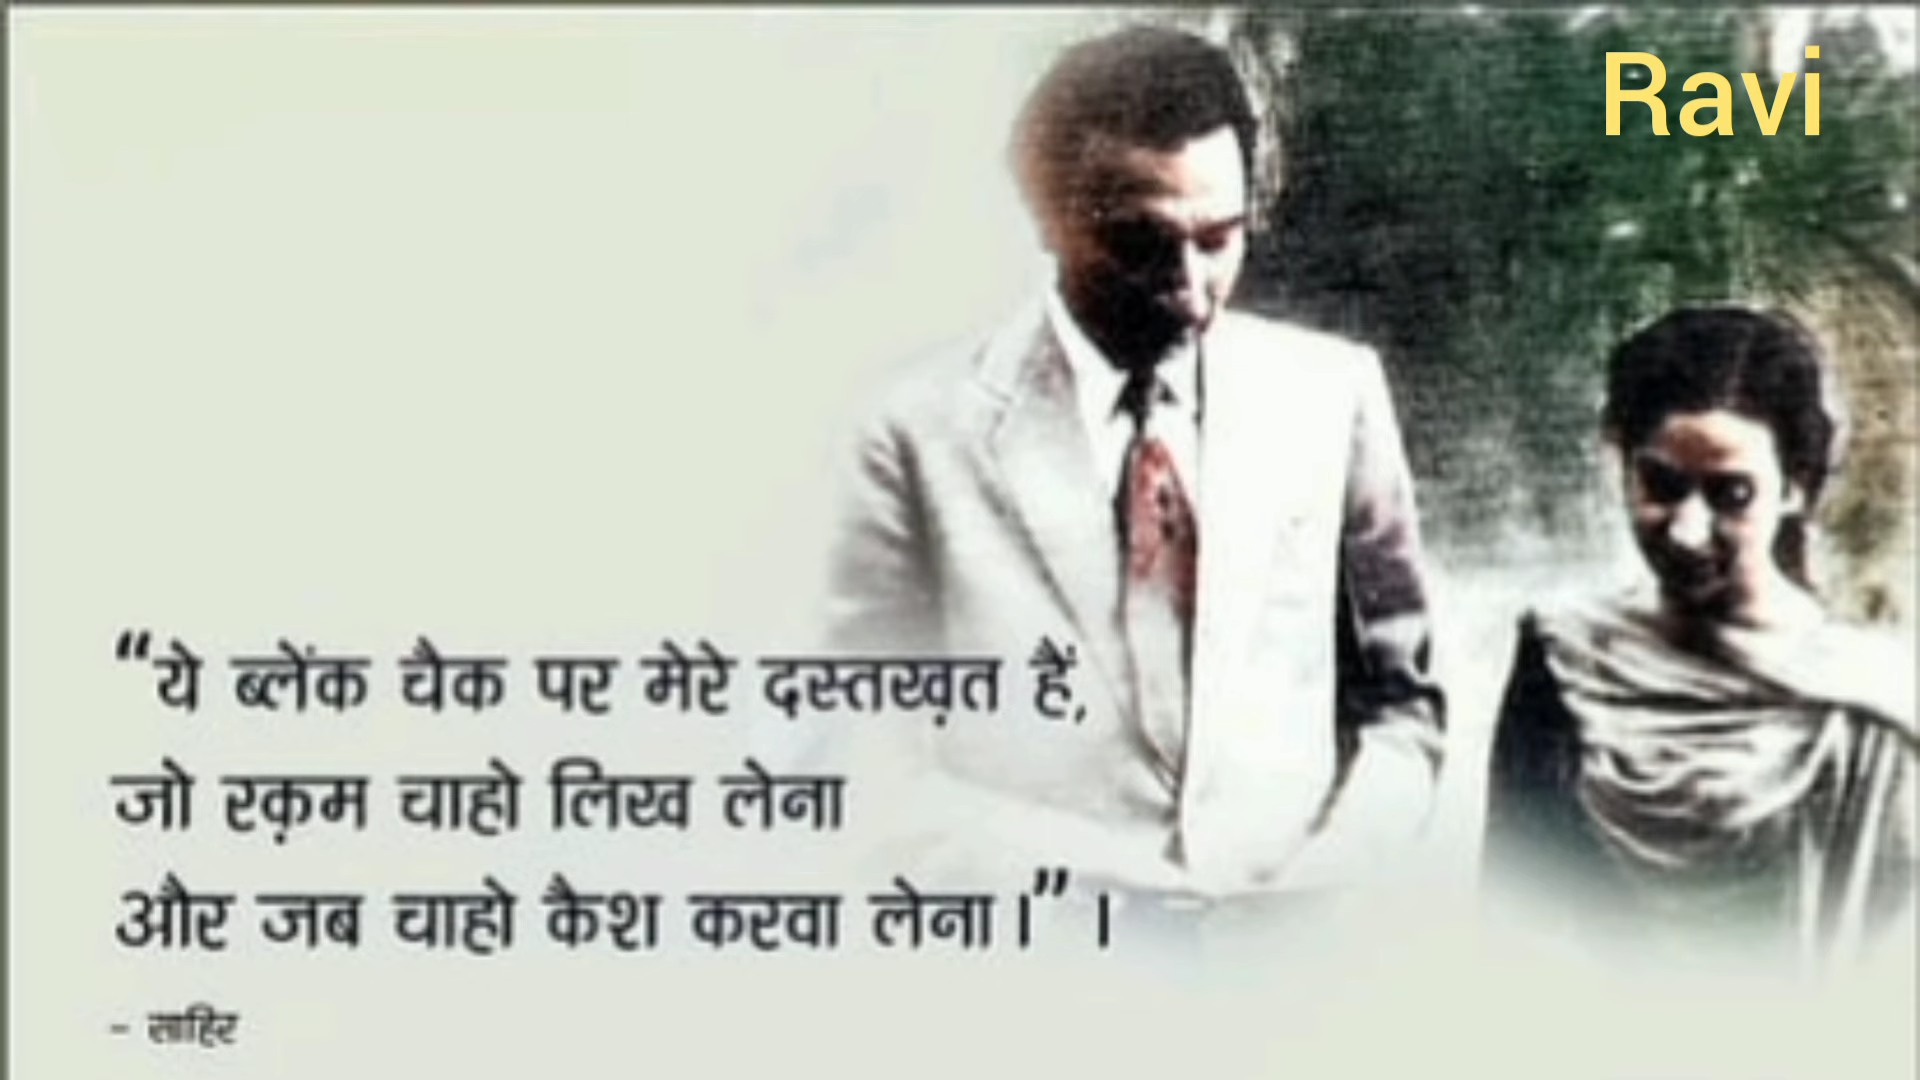 Ravi
“ये ब्लेंक चैक पर मेरे दस्तख़त हैं,
जो रक़म चाहो लिख लेना
और जब चाहो कैश करवा लेना।”।
- साहिर